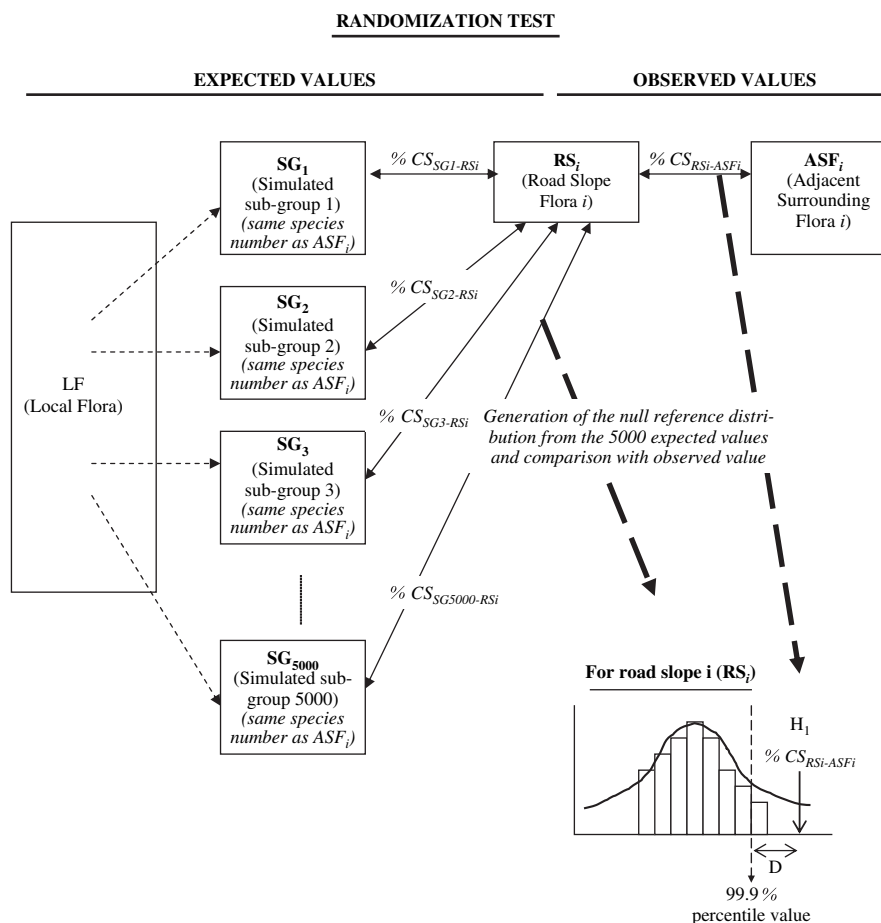 RANDOMIZATION TEST
EXPECTED VALUES
OBSERVED VALUES
SG1
(Simulated
sub-group 1)
(same species
number as ASFi)
% CSSG1-RSi
RSi
(Road Slope
Flora i)
% CSRSi-ASFi
ASFi
(Adjacent
Surrounding
Flora i)
SG2
(Simulated
sub-group 2)
(same species
number as ASFi)
% CSSG2-RSi
LF
(Local Flora)
% CSSG3-RSi
Generation of the null reference distri-
bution from the 5000 expected values
and comparison with observed value
SG3
(Simulated
sub-group 3)
(same species
number as ASFi)
% CSSG5000-RSi
SG5000
(Simulated sub-
group 5000)
(same species
number as ASFi)
For road slope i (RSi)
H1
% CSRSi-ASFi
D
99.9 %
percentile value